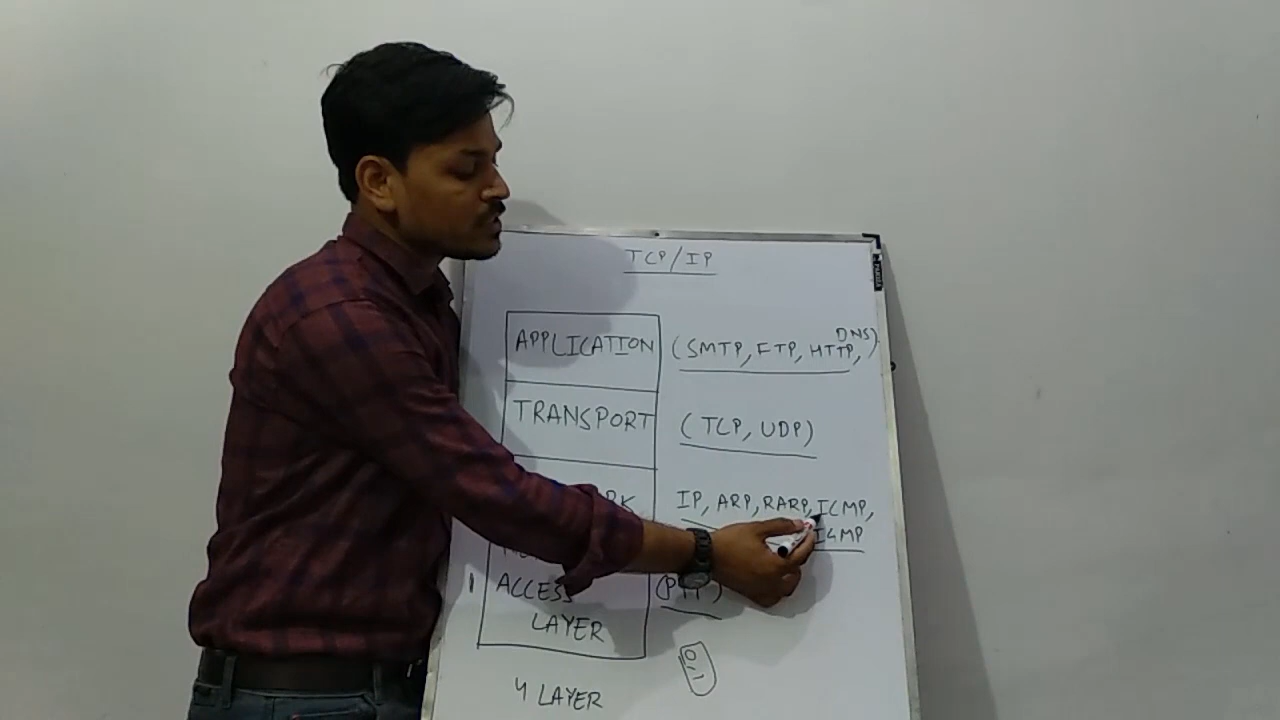 TCP/IP
APPLICATION (SMTP, FTP, HTTP, DNS)
TRANSPORT (TCP, UDP)
IP, ARP, RARP, ICMP,
IGMP
1 ACCESS
LAYER
4 LAYER